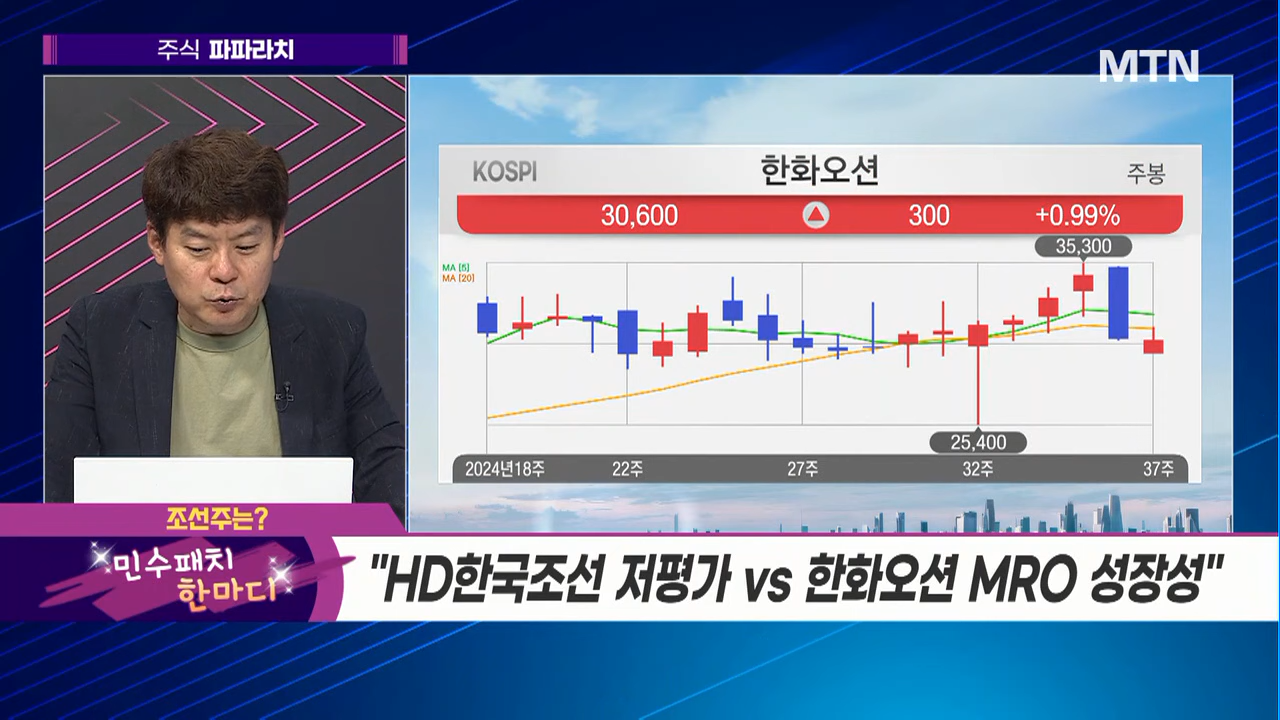 주식 파파라치
MTN
KOSPI 한화오션 주봉
30,600 300 +0.99%
35,300
MA [5]
MA [20]
25,400
2024년18주 22주 27주 32주 37주
조선주는?
민수패치
한마디
"HD한국조선 저평가 vs 한화오션 MRO 성장성"